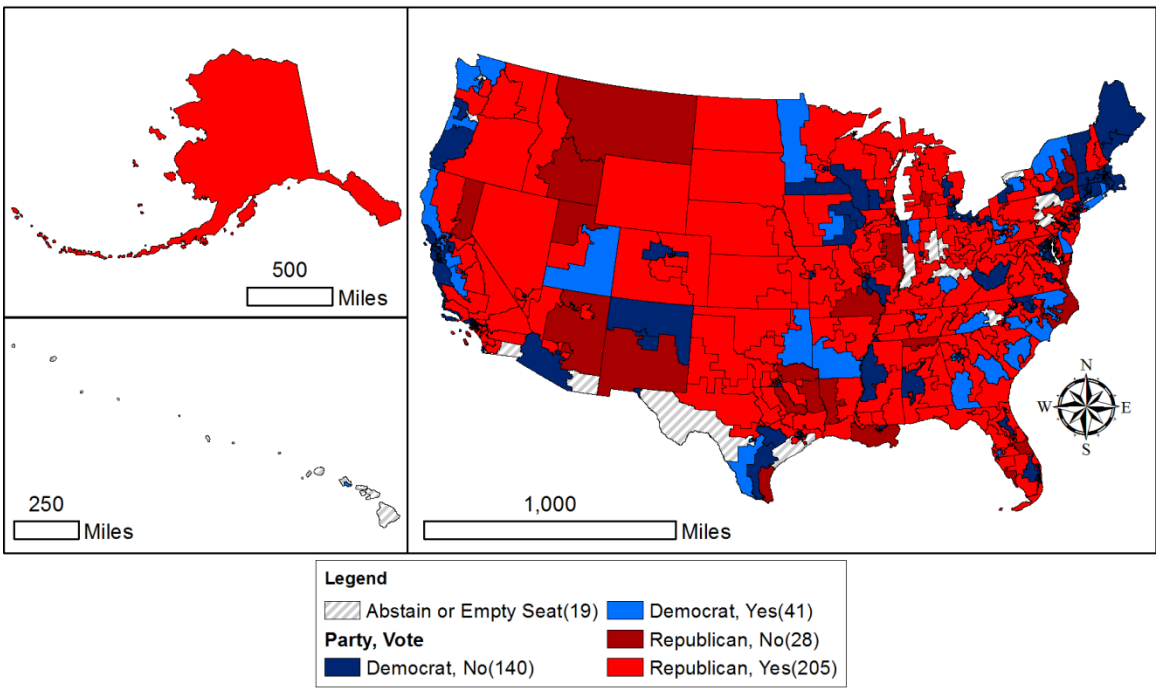 500
Miles
250
Miles
1,000
Miles
N
W E
S
Legend
Abstain or Empty Seat(19)
Party, Vote
Democrat, No(140)
Democrat, Yes(41)
Republican, No(28)
Republican, Yes(205)